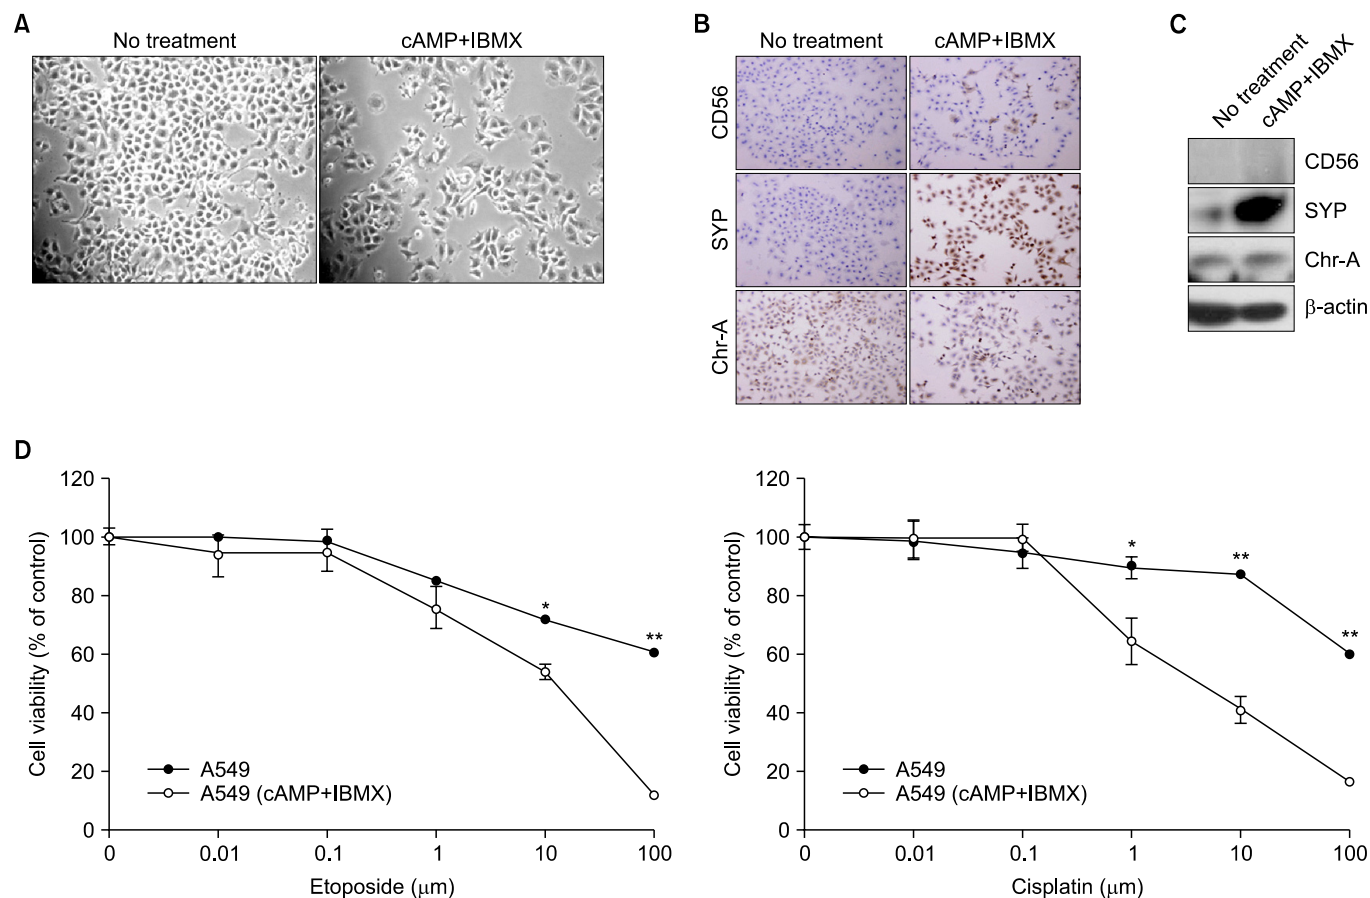 A
No treatment
cAMP+IBMX
B
No treatment
cAMP+IBMX
CD56
SYP
Chr-A
C
No treatment
cAMP+IBMX
CD56
SYP
Chr-A
β-actin
D
120
100
80
60
40
20
0
Cell viability (% of control)
*
**
A549
A549 (cAMP+IBMX)
0
0.01
0.1
1
10
100
Etoposide (μm)
120
100
80
60
40
20
0
Cell viability (% of control)
*
**
**
A549
A549 (cAMP+IBMX)
0
0.01
0.1
1
10
100
Cisplatin (μm)